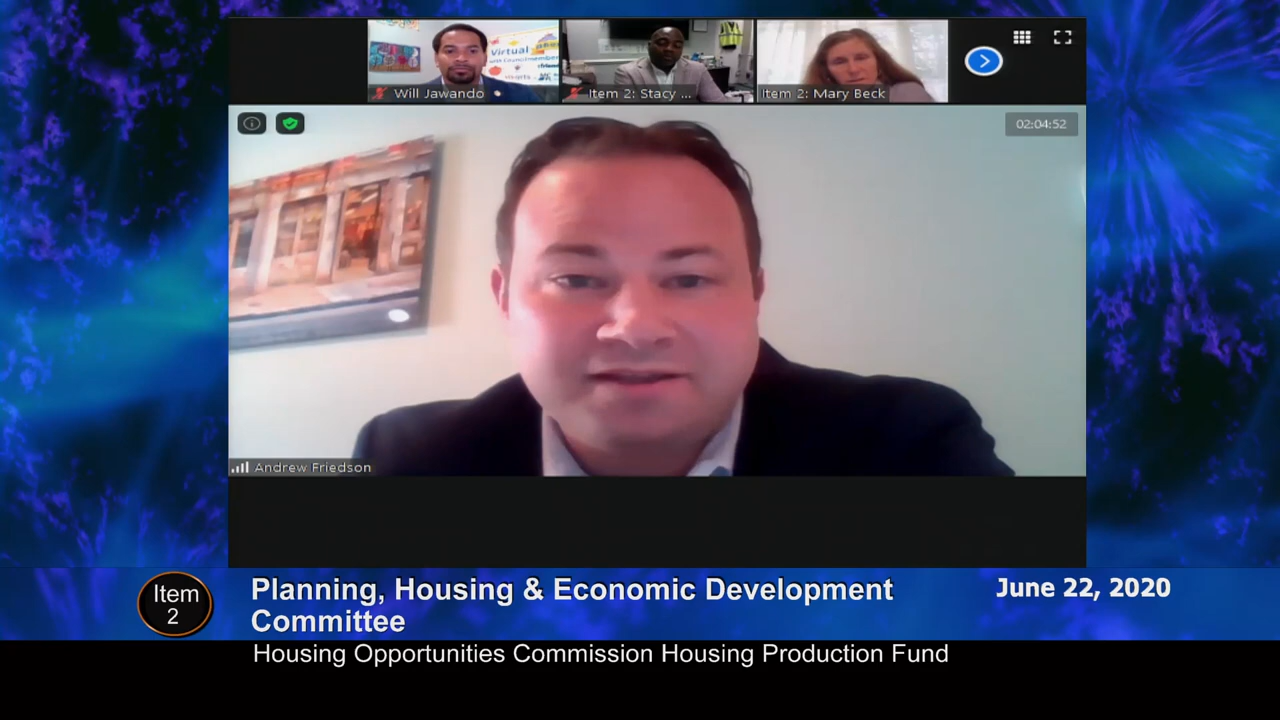 Virtual
Will Jawando
Item 2: Stacy ...
Item 2: Mary Beck
02:04:52
Andrew Friedson
Item
2
Planning, Housing & Economic Development
Committee
June 22, 2020
Housing Opportunities Commission Housing Production Fund